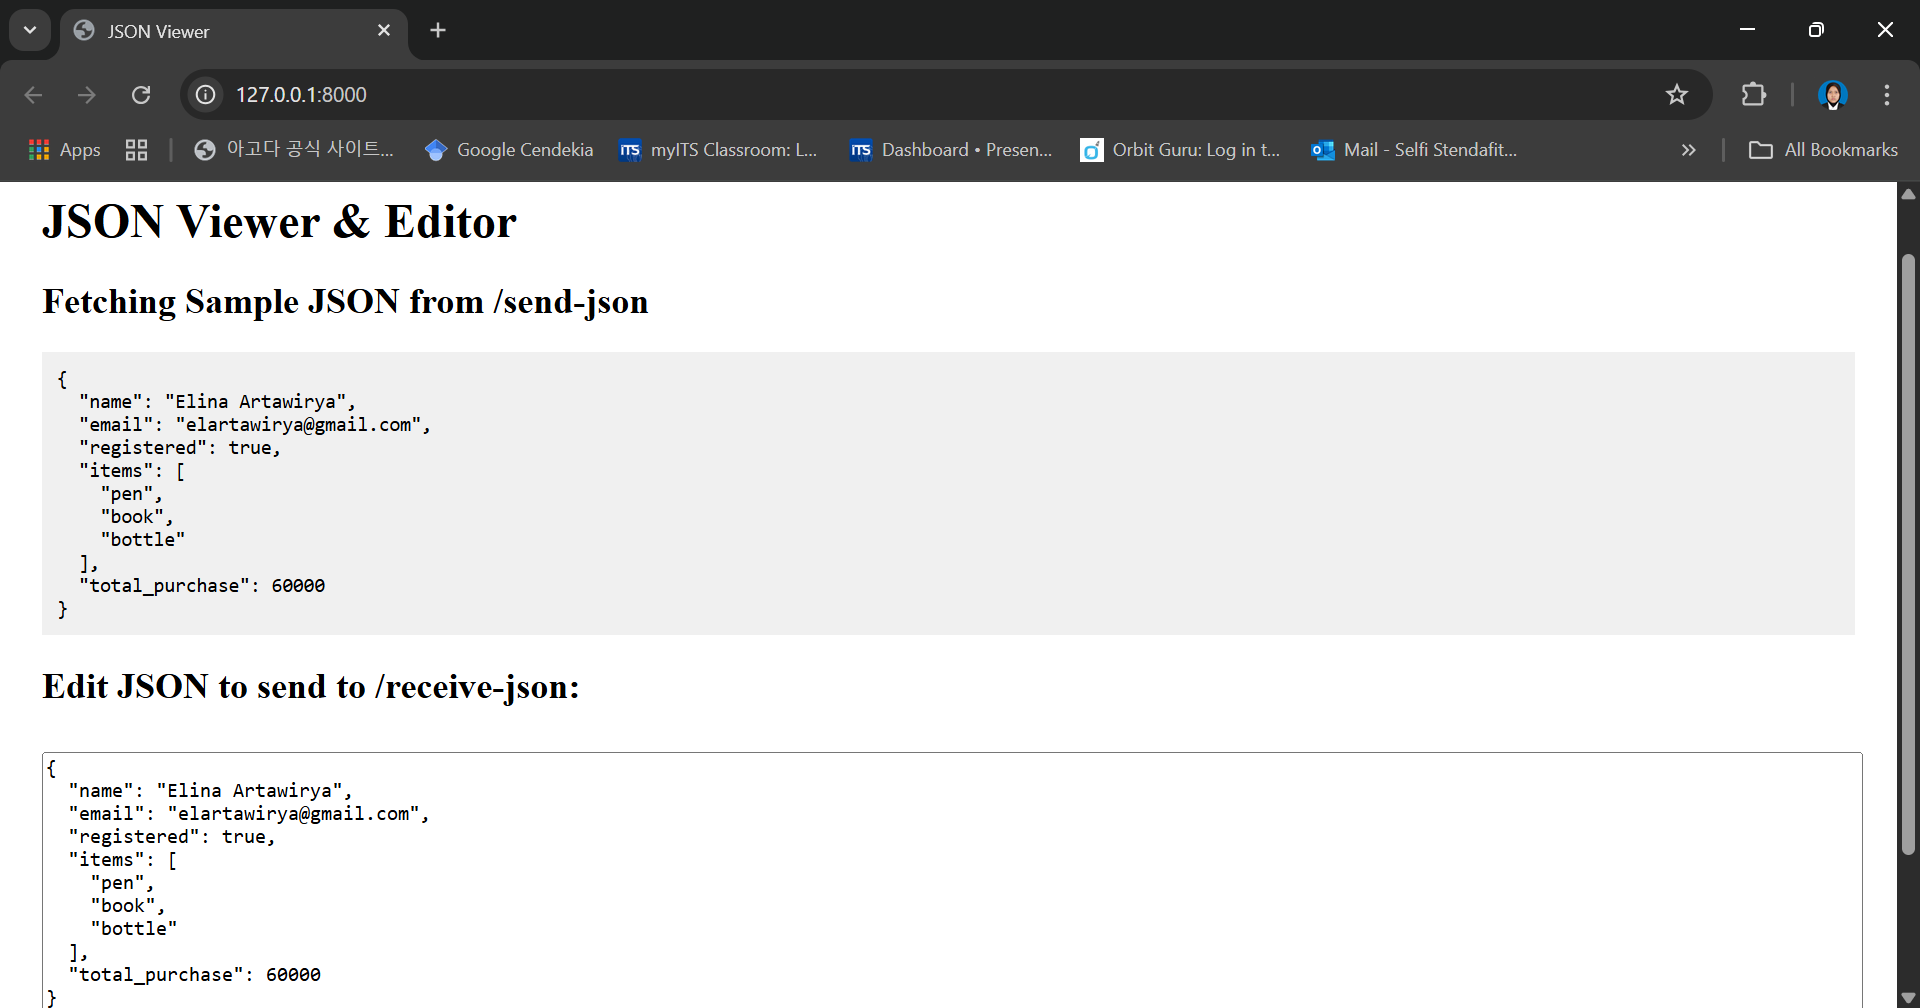 JSON Viewer
127.0.0.1:8000
Apps
아고다 공식 사이트...
Google Cendekia
iTS myITS Classroom: L...
iTS Dashboard • Presen...
Orbit Guru: Log in t...
Mail - Selfi Stendafit...
All Bookmarks
JSON Viewer & Editor
Fetching Sample JSON from /send-json
{
  "name": "Elina Artawirya",
  "email": "elartawirya@gmail.com",
  "registered": true,
  "items": [
    "pen",
    "book",
    "bottle"
  ],
  "total_purchase": 60000
}
Edit JSON to send to /receive-json:
{
  "name": "Elina Artawirya",
  "email": "elartawirya@gmail.com",
  "registered": true,
  "items": [
    "pen",
    "book",
    "bottle"
  ],
  "total_purchase": 60000
}